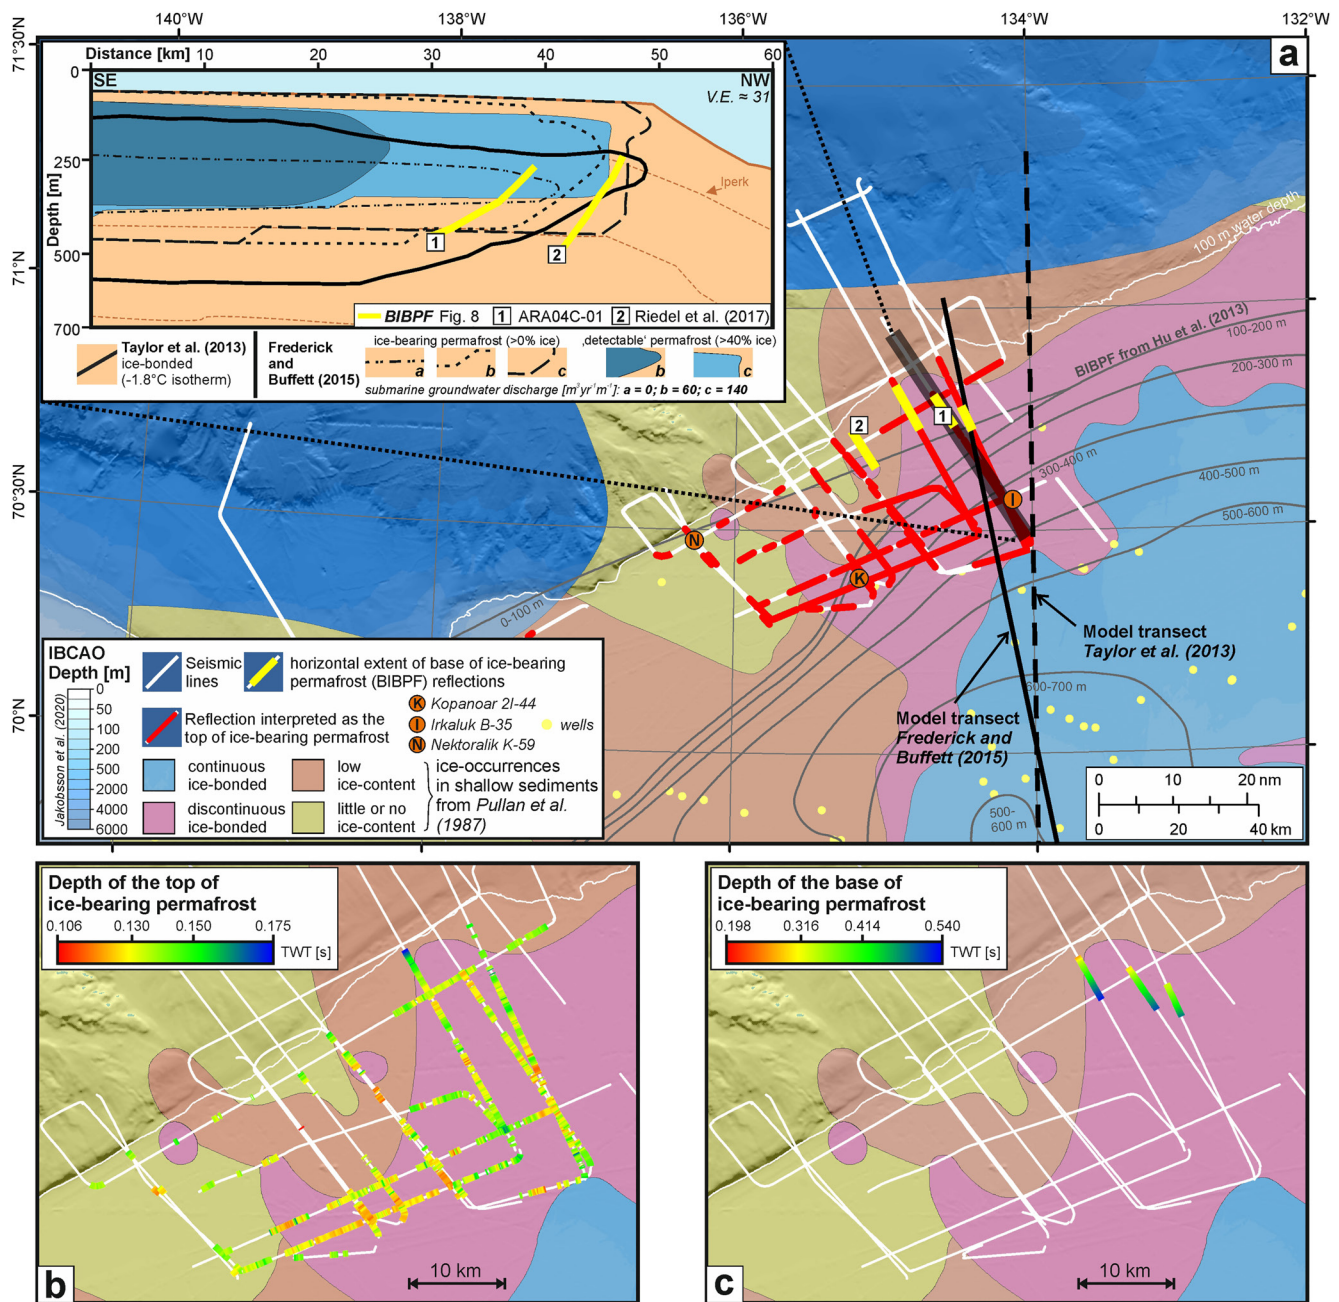 140°W
138°W
136°W
134°W
132°W
71°30'N
71°N
70°30'N
70°N
a
Distance [km]
10
20
30
40
50
60
0
250
500
700
Depth [m]
SE
NW
V.E. ≈ 31
Iperk
1
2
BIBPF Fig. 8
1 ARA04C-01
2 Riedel et al. (2017)
Taylor et al. (2013)
ice-bonded
(-1.8°C isotherm)
Frederick
and
Buffett (2015)
ice-bearing permafrost (>0% ice)
a
b
c
‚detectable' permafrost (>40% ice)
b
c
submarine groundwater discharge [m³yr⁻¹m⁻¹]: a = 0; b = 60; c = 140
100 m water depth
BIBPF from Hu et al. (2013)
100-200 m
200-300 m
300-400 m
400-500 m
500-600 m
600-700 m
500-
600 m
0-100 m
1
2
N
K
I
Model transect
Taylor et al. (2013)
Model transect
Frederick and
Buffett (2015)
IBCAO
Depth [m]
0
50
100
200
500
2000
4000
6000
Jakobsson et al. (2020)
Seismic
lines
horizontal extent of base of ice-bearing
permafrost (BIBPF) reflections
Reflection interpreted as the
top of ice-bearing permafrost
K Kopanoar 2I-44
I Irkaluk B-35
N Nektoralik K-59
wells
continuous
ice-bonded
low
ice-content
discontinuous
ice-bonded
little or no
ice-content
ice-occurrences
in shallow sediments
from Pullan et al.
(1987)
0 10 20 nm
0 20 40 km
Depth of the top of
ice-bearing permafrost
0.106 0.130 0.150 0.175
TWT [s]
10 km
b
Depth of the base of
ice-bearing permafrost
0.198 0.316 0.414 0.540
TWT [s]
10 km
c